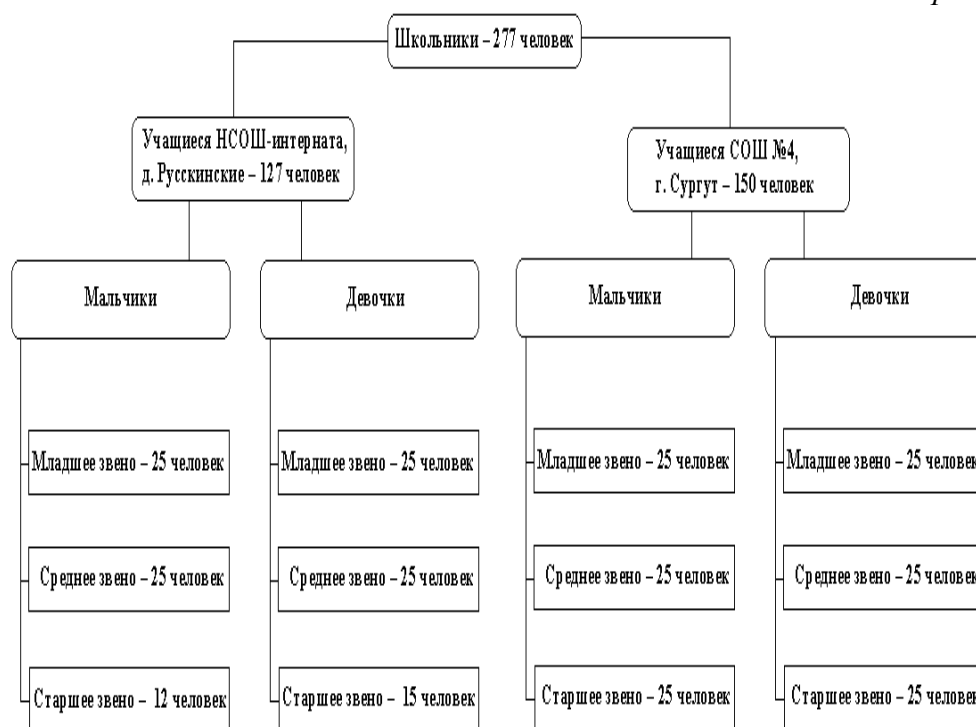 Школьники – 277 человек
Учащиеся НСОШ-интерната,
д. Русскинские – 127 человек
Учащиеся СОШ №4,
г. Сургут – 150 человек
Мальчики
Девочки
Мальчики
Девочки
Младшее звено – 25 человек
Младшее звено – 25 человек
Младшее звено – 25 человек
Младшее звено – 25 человек
Среднее звено – 25 человек
Среднее звено – 25 человек
Среднее звено – 25 человек
Среднее звено – 25 человек
Старшее звено – 12 человек
Старшее звено – 15 человек
Старшее звено – 25 человек
Старшее звено – 25 человек